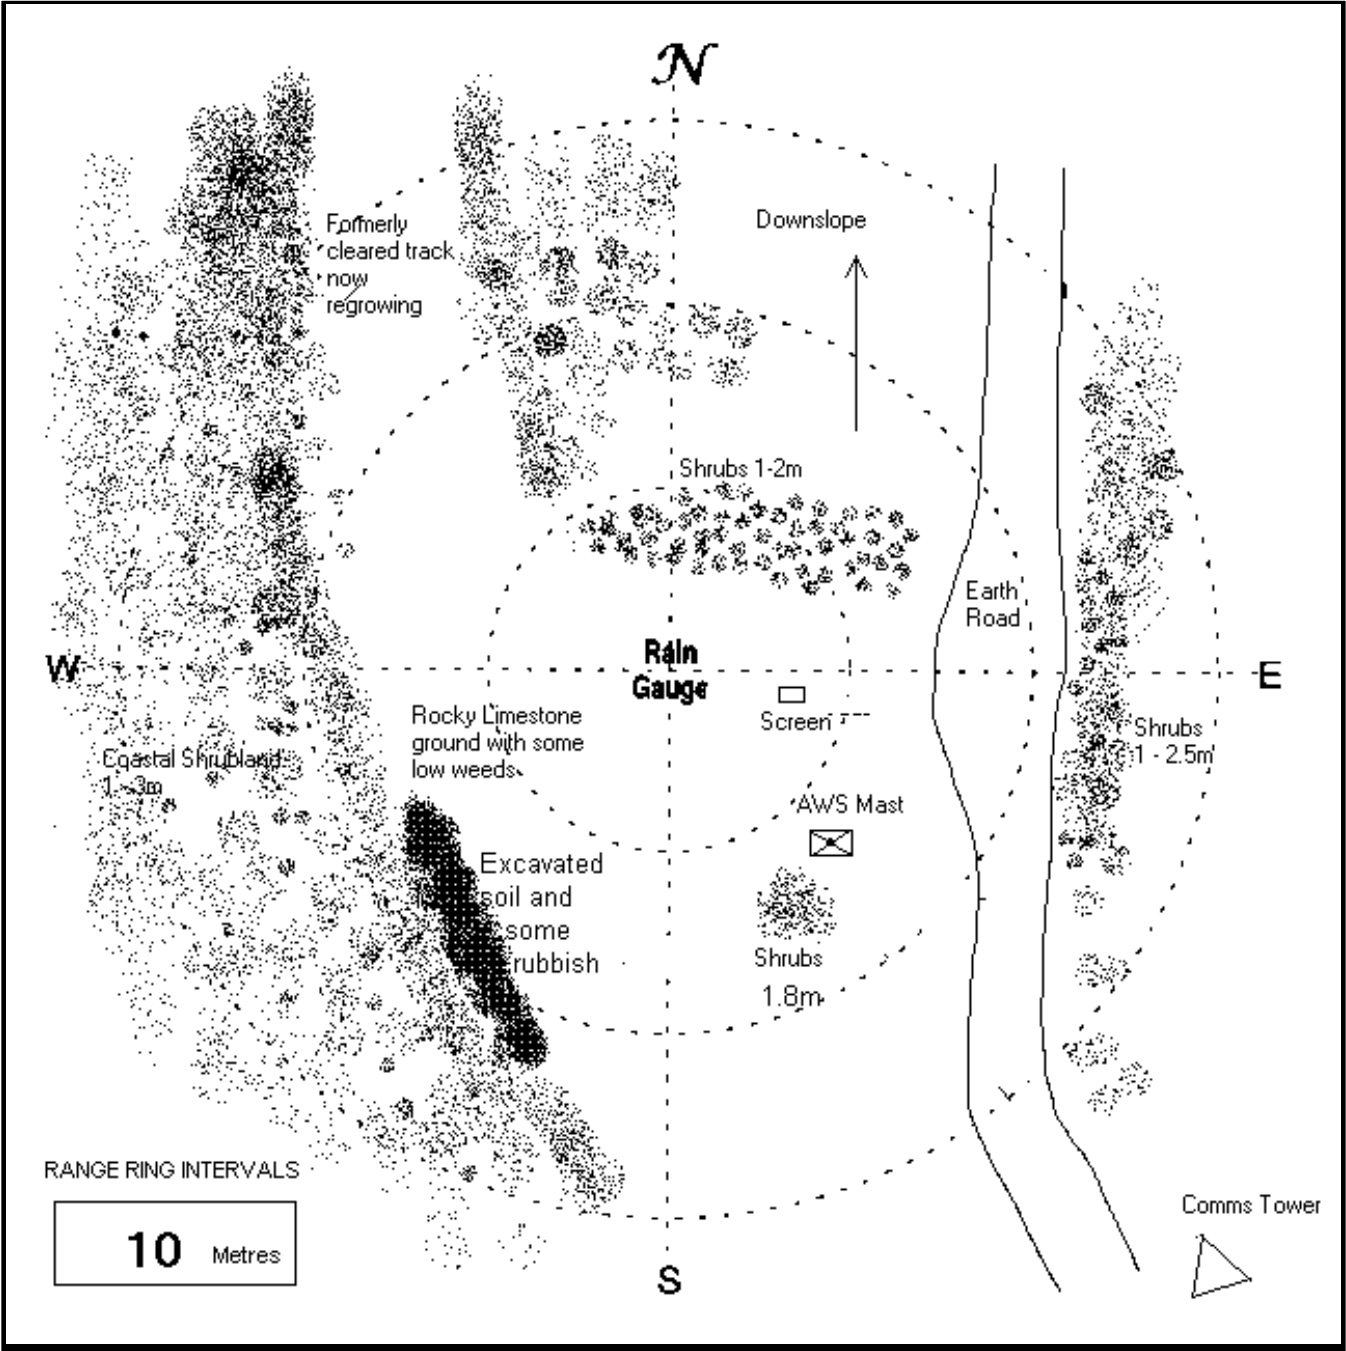 N
Formerly
cleared track
now
regrowing
Downslope
Shrubs 1-2m
Earth
Road
W
Rain
Gauge
E
Screen
Rocky Limestone
ground with some
low weeds
Shrubs
1 - 2.5m
Coastal Shrubland
1 - 3m
AWS Mast
Excavated
soil and
some
rubbish
Shrubs
1.8m
RANGE RING INTERVALS
10 Metres
S
Comms Tower